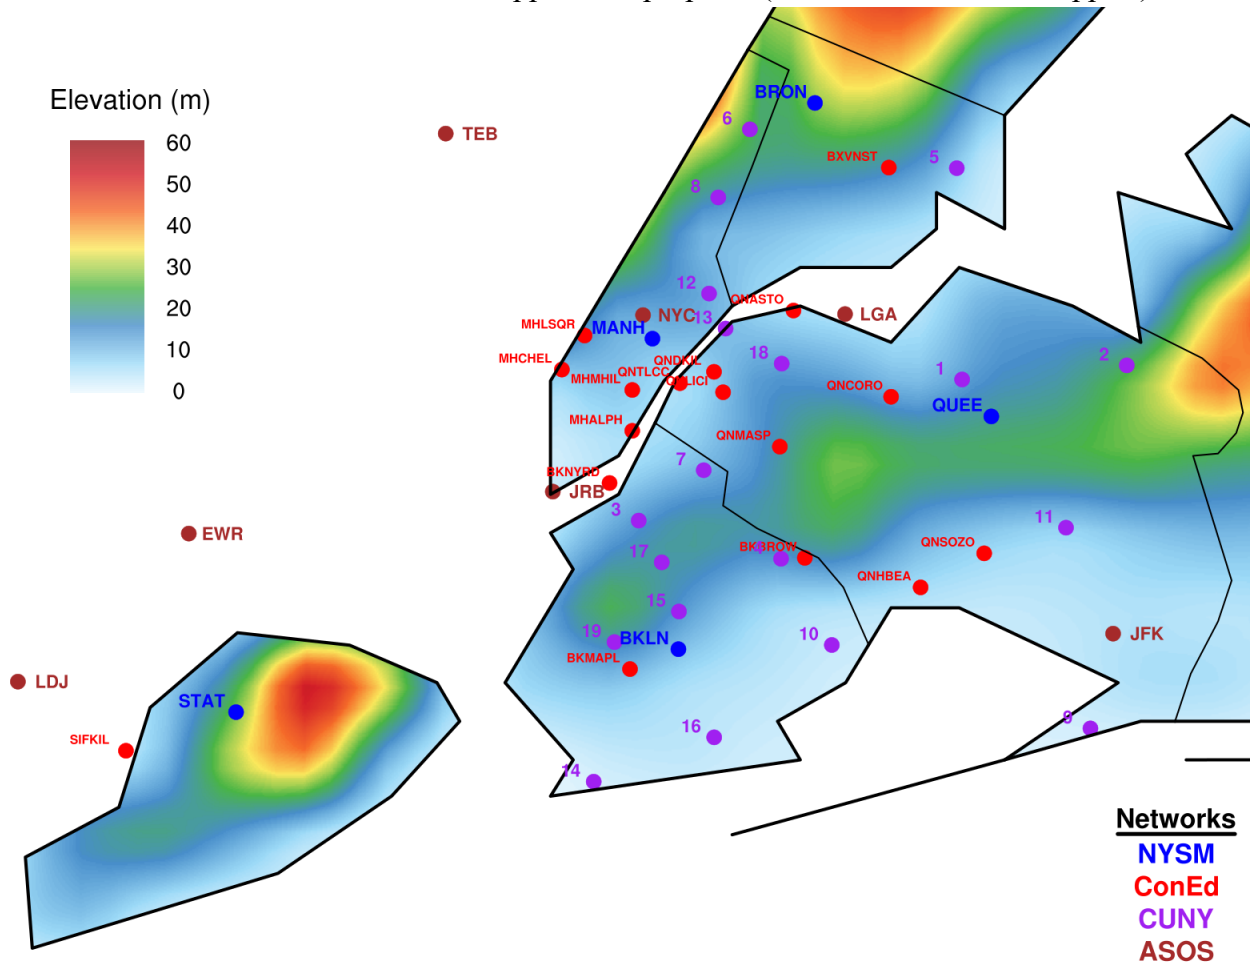 Elevation (m)
60
50
40
30
20
10
0
TEB
BRON
6
BXVNST
5
8
12
QNASTO
NYC
13
LGA
MHLSQR
MANH
MHCHEL
QNDKIL
18
QNTLCC
MHMHIL
QNCORO
1
2
QUEE
MHALPH
QNMASP
7
BKNYRD
JRB
3
EWR
11
17
BKBROW
QNSOZO
QNHBEA
15
19
BKLN
10
JFK
BKMAPL
LDJ
STAT
SIFKIL
16
9
14
Networks
NYSM
ConEd
CUNY
ASOS